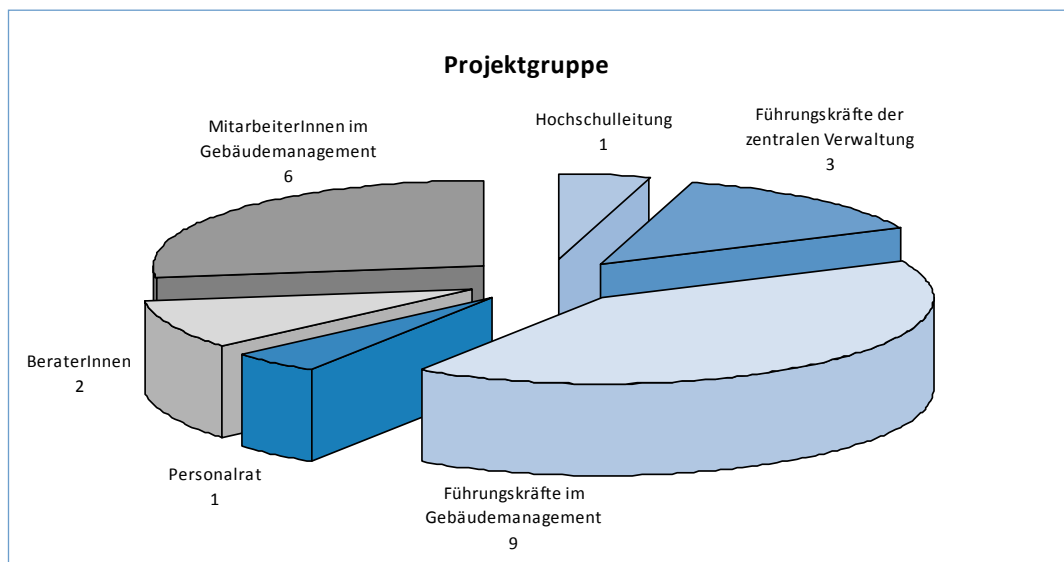 Projektgruppe
Hochschulleitung
1
Führungskräfte der
zentralen Verwaltung
3
Führungskräfte im
Gebäudemanagement
9
Personalrat
1
BeraterInnen
2
MitarbeiterInnen im
Gebäudemanagement
6